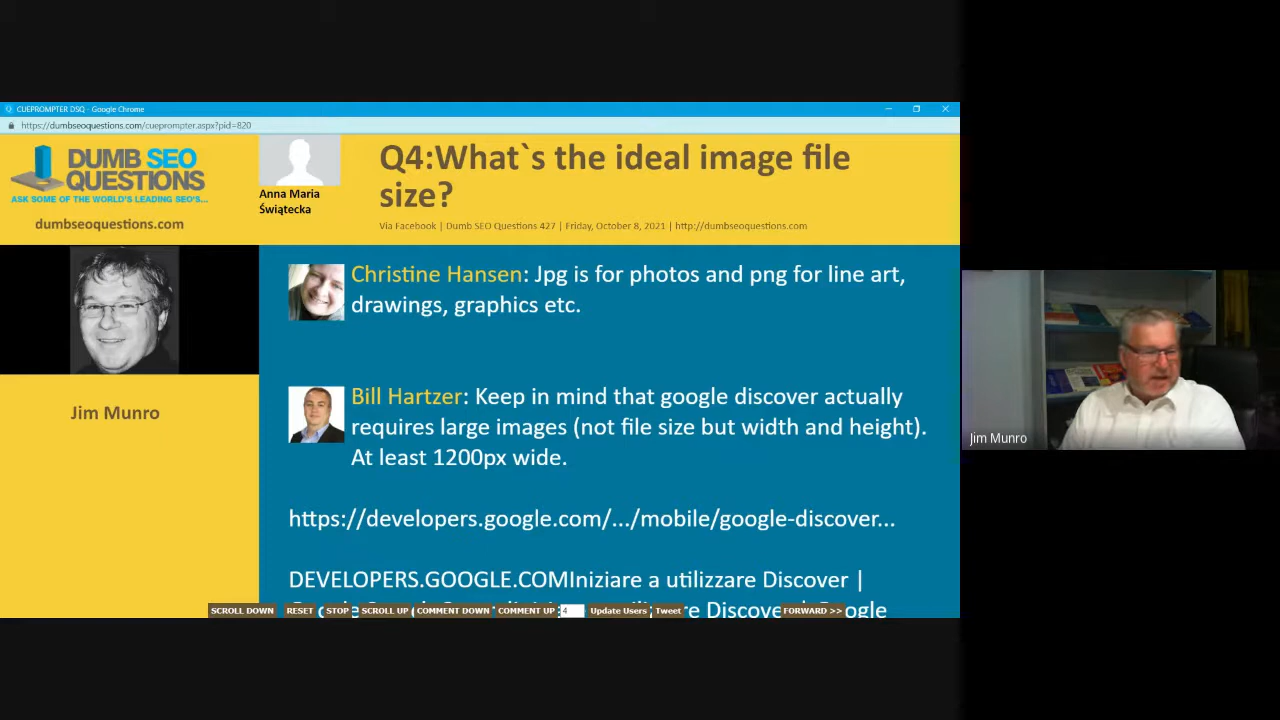 CUEPROMPTER DSQ - Google Chrome
https://dumbseoquestions.com/cueprompter.aspx?pid=820
DUMB SEO
QUESTIONS
ASK SOME OF THE WORLD'S LEADING SEO'S...
dumbseoquestions.com
Anna Maria
Świątecka
Q4:What`s the ideal image file
size?
Via Facebook | Dumb SEO Questions 427 | Friday, October 8, 2021 | http://dumbseoquestions.com
Jim Munro
Christine Hansen: Jpg is for photos and png for line art,
drawings, graphics etc.
Bill Hartzer: Keep in mind that google discover actually
requires large images (not file size but width and height).
At least 1200px wide.
https://developers.google.com/.../mobile/google-discover...
DEVELOPERS.GOOGLE.COMIniziare a utilizzare Discover |
Discover Google
SCROLL DOWN RESET STOP SCROLL UP COMMENT DOWN COMMENT UP 4 Update Users Tweet FORWARD >>
Jim Munro